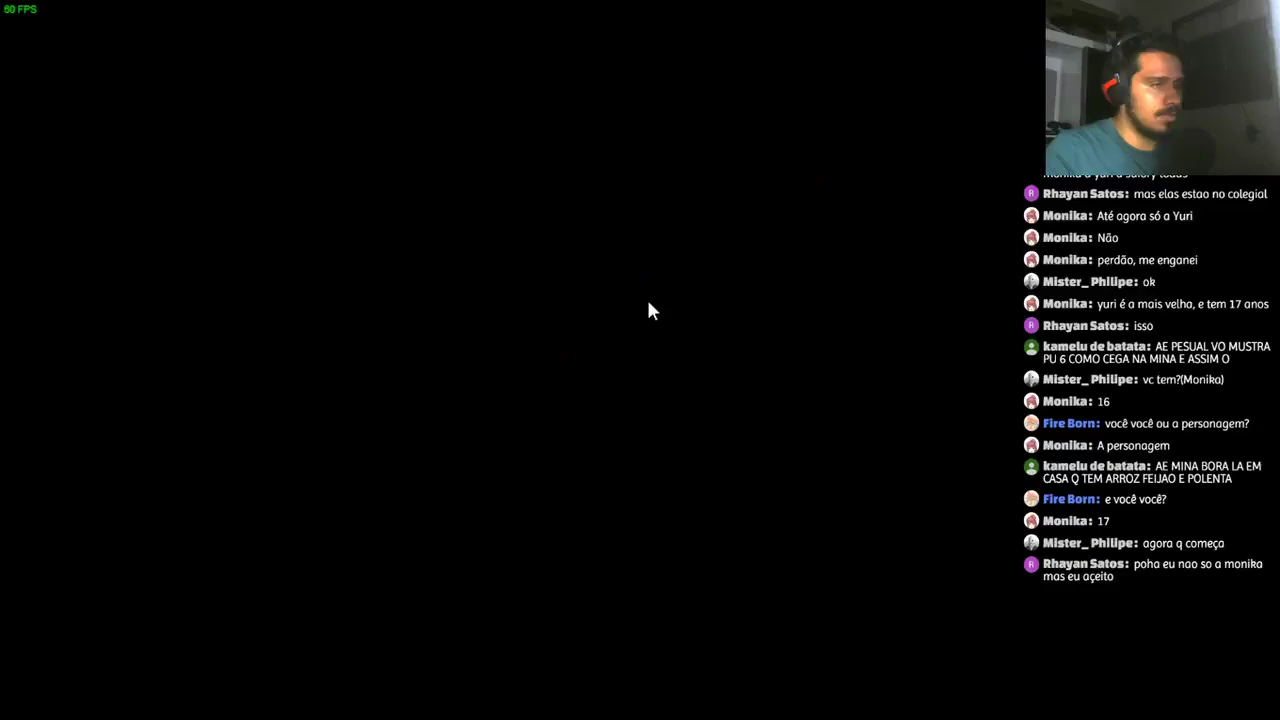 60 FPS
Rhayan Satos: mas elas estao no colegial
Monika: Até agora só a Yuri
Monika: Não
Monika: perdão, me enganei
Mister_Philipe: ok
Monika: yuri é a mais velha, e tem 17 anos
Rhayan Satos: isso
kamelu de batata: AE PESUAL VO MUSTRA
PU 6 COMO CEGA NA MINA E ASSIM O
Mister_Philipe: vc tem?(Monika)
Monika: 16
Fire Born: você você ou a personagem?
Monika: A personagem
kamelu de batata: AE MINA BORA LA EM
CASA Q TEM ARROZ FEIJAO E POLENTA
Fire Born: e você você?
Monika: 17
Mister_Philipe: agora q começa
Rhayan Satos: poha eu nao so a monika
mas eu açeito